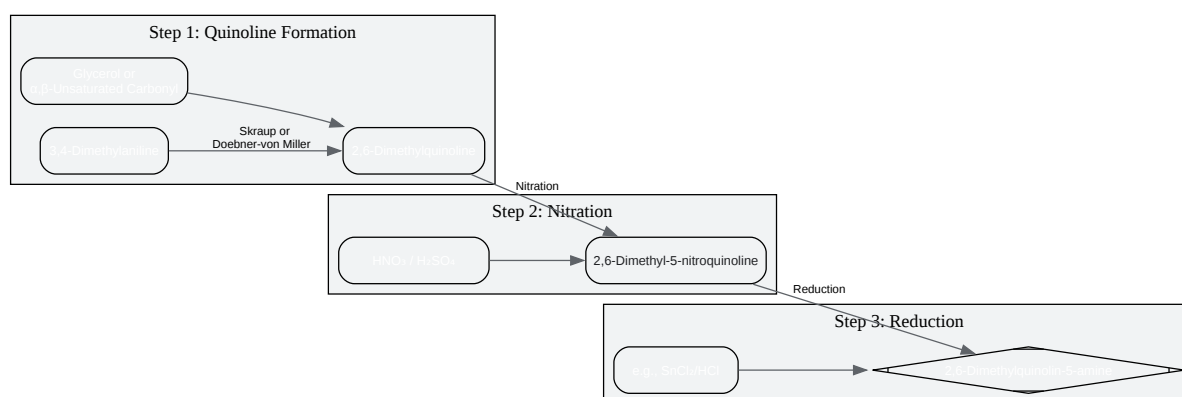 Step 1: Quinoline Formation
Glycerol or
α,β-Unsaturated Carbonyl
3,4-Dimethylaniline
Skraup or
Doebner-von Miller
2,6-Dimethylquinoline
Nitration
Step 2: Nitration
HNO₃ / H₂SO₄
2,6-Dimethyl-5-nitroquinoline
Reduction
Step 3: Reduction
e.g., SnCl₂/HCl
2,6-Dimethylquinolin-5-amine